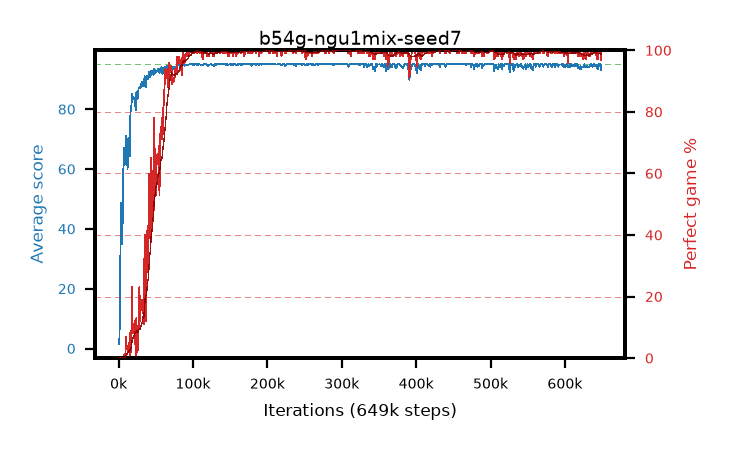 b54g-ngu1mix-seed7
Average score
80
60
40
20
0
100
80
60
40
20
0
Perfect game %
0k
100k
200k
300k
400k
500k
600k
Iterations (649k steps)